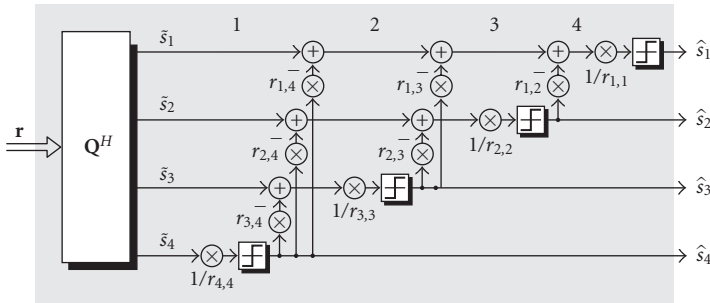 1 2 3 4
s̃₁ ŝ₁
r₁,₄ − r₁,₃ − r₁,₂ − 1/r₁,₁
s̃₂ ŝ₂
r₂,₄ − r₂,₃ − 1/r₂,₂
r Qᴴ
s̃₃ ŝ₃
r₃,₄ − 1/r₃,₃
s̃₄ ŝ₄
1/r₄,₄